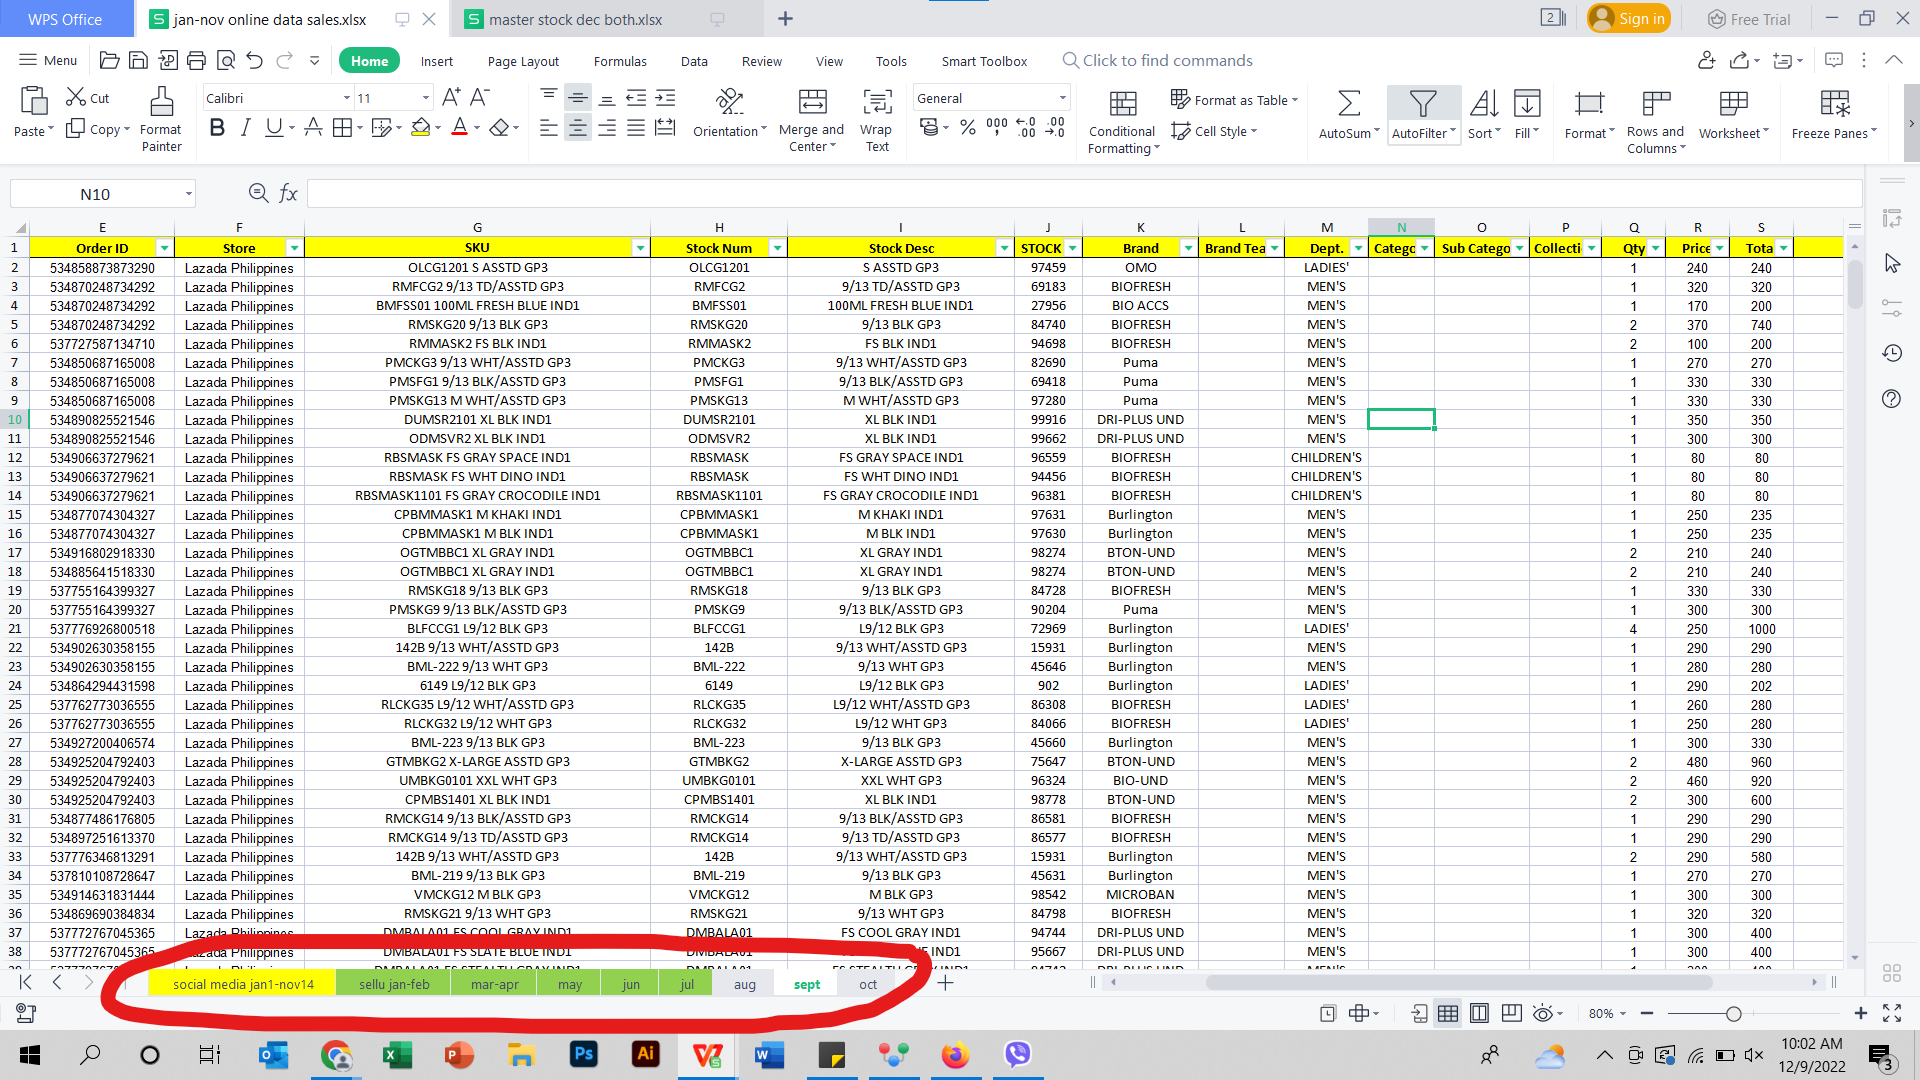 WPS Office jan-nov online data sales.xlsx master stock dec both.xlsx 2 Sign in Free Trial
Menu Home Insert Page Layout Formulas Data Review View Tools Smart Toolbox Click to find commands
Paste Cut Copy Format Painter Calibri 11 Orientation Merge and Center Wrap Text General Conditional Formatting Format as Table Cell Style AutoSum AutoFilter Sort Fill Format Rows and Columns Worksheet Freeze Panes
N10
E F G H I J K L M N O P Q R S
1 Order ID Store SKU Stock Num Stock Desc STOCK Brand Brand Tea Dept. Catego Sub Catego Collecti Qty Price Tota
2 534858873873290 Lazada Philippines OLCG1201 S ASSTD GP3 OLCG1201 S ASSTD GP3 97459 OMO LADIES' 1 240 240
3 534870248734292 Lazada Philippines RMFCG2 9/13 TD/ASSTD GP3 RMFCG2 9/13 TD/ASSTD GP3 69183 BIOFRESH MEN'S 1 320 320
4 534870248734292 Lazada Philippines BMFSS01 100ML FRESH BLUE IND1 BMFSS01 100ML FRESH BLUE IND1 27956 BIO ACCS MEN'S 1 170 200
5 534870248734292 Lazada Philippines RMSKG20 9/13 BLK GP3 RMSKG20 9/13 BLK GP3 84740 BIOFRESH MEN'S 2 370 740
6 537727587134710 Lazada Philippines RMMASK2 FS BLK IND1 RMMASK2 FS BLK IND1 94698 BIOFRESH MEN'S 2 100 200
7 534850687165008 Lazada Philippines PMCKG3 9/13 WHT/ASSTD GP3 PMCKG3 9/13 WHT/ASSTD GP3 82690 Puma MEN'S 1 270 270
8 534850687165008 Lazada Philippines PMSFG1 9/13 BLK/ASSTD GP3 PMSFG1 9/13 BLK/ASSTD GP3 69418 Puma MEN'S 1 330 330
9 534850687165008 Lazada Philippines PMSKG13 M WHT/ASSTD GP3 PMSKG13 M WHT/ASSTD GP3 97280 Puma MEN'S 1 330 330
10 534890825521546 Lazada Philippines DUMSR2101 XL BLK IND1 DUMSR2101 XL BLK IND1 99916 DRI-PLUS UND MEN'S 1 350 350
11 534890825521546 Lazada Philippines ODMSVR2 XL BLK IND1 ODMSVR2 XL BLK IND1 99662 DRI-PLUS UND MEN'S 1 300 300
12 534906637279621 Lazada Philippines RBSMASK FS GRAY SPACE IND1 RBSMASK FS GRAY SPACE IND1 96559 BIOFRESH CHILDREN'S 1 80 80
13 534906637279621 Lazada Philippines RBSMASK FS WHT DINO IND1 RBSMASK FS WHT DINO IND1 94456 BIOFRESH CHILDREN'S 1 80 80
14 534906637279621 Lazada Philippines RBSMASK1101 FS GRAY CROCODILE IND1 RBSMASK1101 FS GRAY CROCODILE IND1 96381 BIOFRESH CHILDREN'S 1 80 80
15 534877074304327 Lazada Philippines CPBMMASK1 M KHAKI IND1 CPBMMASK1 M KHAKI IND1 97631 Burlington MEN'S 1 250 235
16 534877074304327 Lazada Philippines CPBMMASK1 M BLK IND1 CPBMMASK1 M BLK IND1 97630 Burlington MEN'S 1 250 235
17 534916802918330 Lazada Philippines OGTMBBC1 XL GRAY IND1 OGTMBBC1 XL GRAY IND1 98274 BTON-UND MEN'S 2 210 240
18 534885641518330 Lazada Philippines OGTMBBC1 XL GRAY IND1 OGTMBBC1 XL GRAY IND1 98274 BTON-UND MEN'S 2 210 240
19 537755164399327 Lazada Philippines RMSKG18 9/13 BLK GP3 RMSKG18 9/13 BLK GP3 84728 BIOFRESH MEN'S 1 330 330
20 537755164399327 Lazada Philippines PMSKG9 9/13 BLK/ASSTD GP3 PMSKG9 9/13 BLK/ASSTD GP3 90204 Puma MEN'S 1 300 300
21 537776926800518 Lazada Philippines BLFCCG1 L9/12 BLK GP3 BLFCCG1 L9/12 BLK GP3 72969 Burlington LADIES' 4 250 1000
22 534902630358155 Lazada Philippines 142B 9/13 WHT/ASSTD GP3 142B 9/13 WHT/ASSTD GP3 15931 Burlington MEN'S 1 290 290
23 534902630358155 Lazada Philippines BML-222 9/13 WHT GP3 BML-222 9/13 WHT GP3 45646 Burlington MEN'S 1 280 280
24 534864294431598 Lazada Philippines 6149 L9/12 BLK GP3 6149 L9/12 BLK GP3 902 Burlington LADIES' 1 290 202
25 537762773036555 Lazada Philippines RLCKG35 L9/12 WHT/ASSTD GP3 RLCKG35 L9/12 WHT/ASSTD GP3 86308 BIOFRESH LADIES' 1 260 280
26 537762773036555 Lazada Philippines RLCKG32 L9/12 WHT GP3 RLCKG32 L9/12 WHT GP3 84066 BIOFRESH LADIES' 1 250 280
27 534927200406574 Lazada Philippines BML-223 9/13 BLK GP3 BML-223 9/13 BLK GP3 45660 Burlington MEN'S 1 300 330
28 534925204792403 Lazada Philippines GTMBKG2 X-LARGE ASSTD GP3 GTMBKG2 X-LARGE ASSTD GP3 75647 BTON-UND MEN'S 2 480 960
29 534925204792403 Lazada Philippines UMBKG0101 XXL WHT GP3 UMBKG0101 XXL WHT GP3 96324 BIO-UND MEN'S 2 460 920
30 534925204792403 Lazada Philippines CPMBS1401 XL BLK IND1 CPMBS1401 XL BLK IND1 98778 BTON-UND MEN'S 2 300 600
31 534877486176805 Lazada Philippines RMCKG14 9/13 BLK/ASSTD GP3 RMCKG14 9/13 BLK/ASSTD GP3 86581 BIOFRESH MEN'S 1 290 290
32 534897251613370 Lazada Philippines RMCKG14 9/13 TD/ASSTD GP3 RMCKG14 9/13 TD/ASSTD GP3 86577 BIOFRESH MEN'S 1 290 290
33 537776346813291 Lazada Philippines 142B 9/13 WHT/ASSTD GP3 142B 9/13 WHT/ASSTD GP3 15931 Burlington MEN'S 2 290 580
34 537810108728647 Lazada Philippines BML-219 9/13 BLK GP3 BML-219 9/13 BLK GP3 45631 Burlington MEN'S 1 270 270
35 534914631831444 Lazada Philippines VMCKG12 M BLK GP3 VMCKG12 M BLK GP3 98542 MICROBAN MEN'S 1 300 300
36 534869690384834 Lazada Philippines RMSKG21 9/13 WHT GP3 RMSKG21 9/13 WHT GP3 84798 BIOFRESH MEN'S 1 320 320
37 537772767045365 Lazada Philippines DMBALA01 FS COOL GRAY IND1 DMBALA01 FS COOL GRAY IND1 94744 DRI-PLUS UND MEN'S 1 300 400
38 537772767045365 Lazada Philippines DMBALA01 FS SLATE BLUE IND1 IND1 95667 DRI-PLUS UND MEN'S 1 300 400
social media jan1-nov14 sellu jan-feb mar-apr may jun jul aug sept oct
80%
10:02 AM
12/9/2022
3